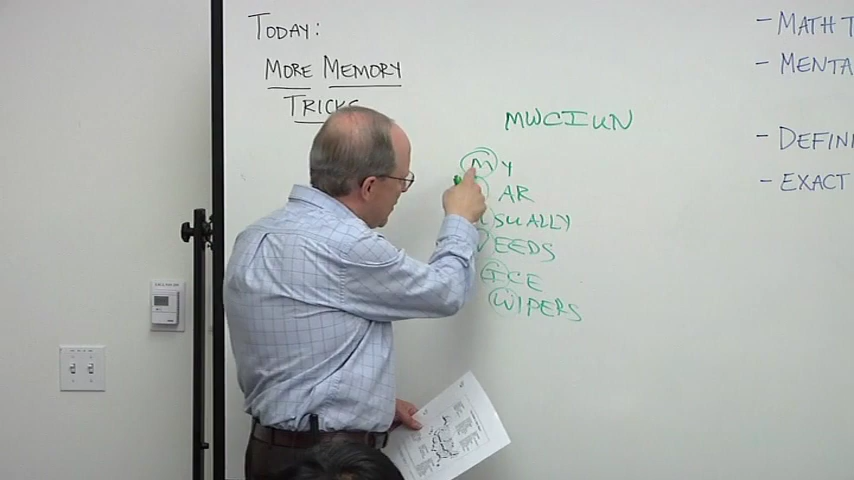 TODAY:
MORE MEMORY
TRICKS
MWCIUN
MY
AR
USUALLY
NEEDS
ICE
WIPERS
- MATH T
- MENTA
- DEFINI
- EXACT